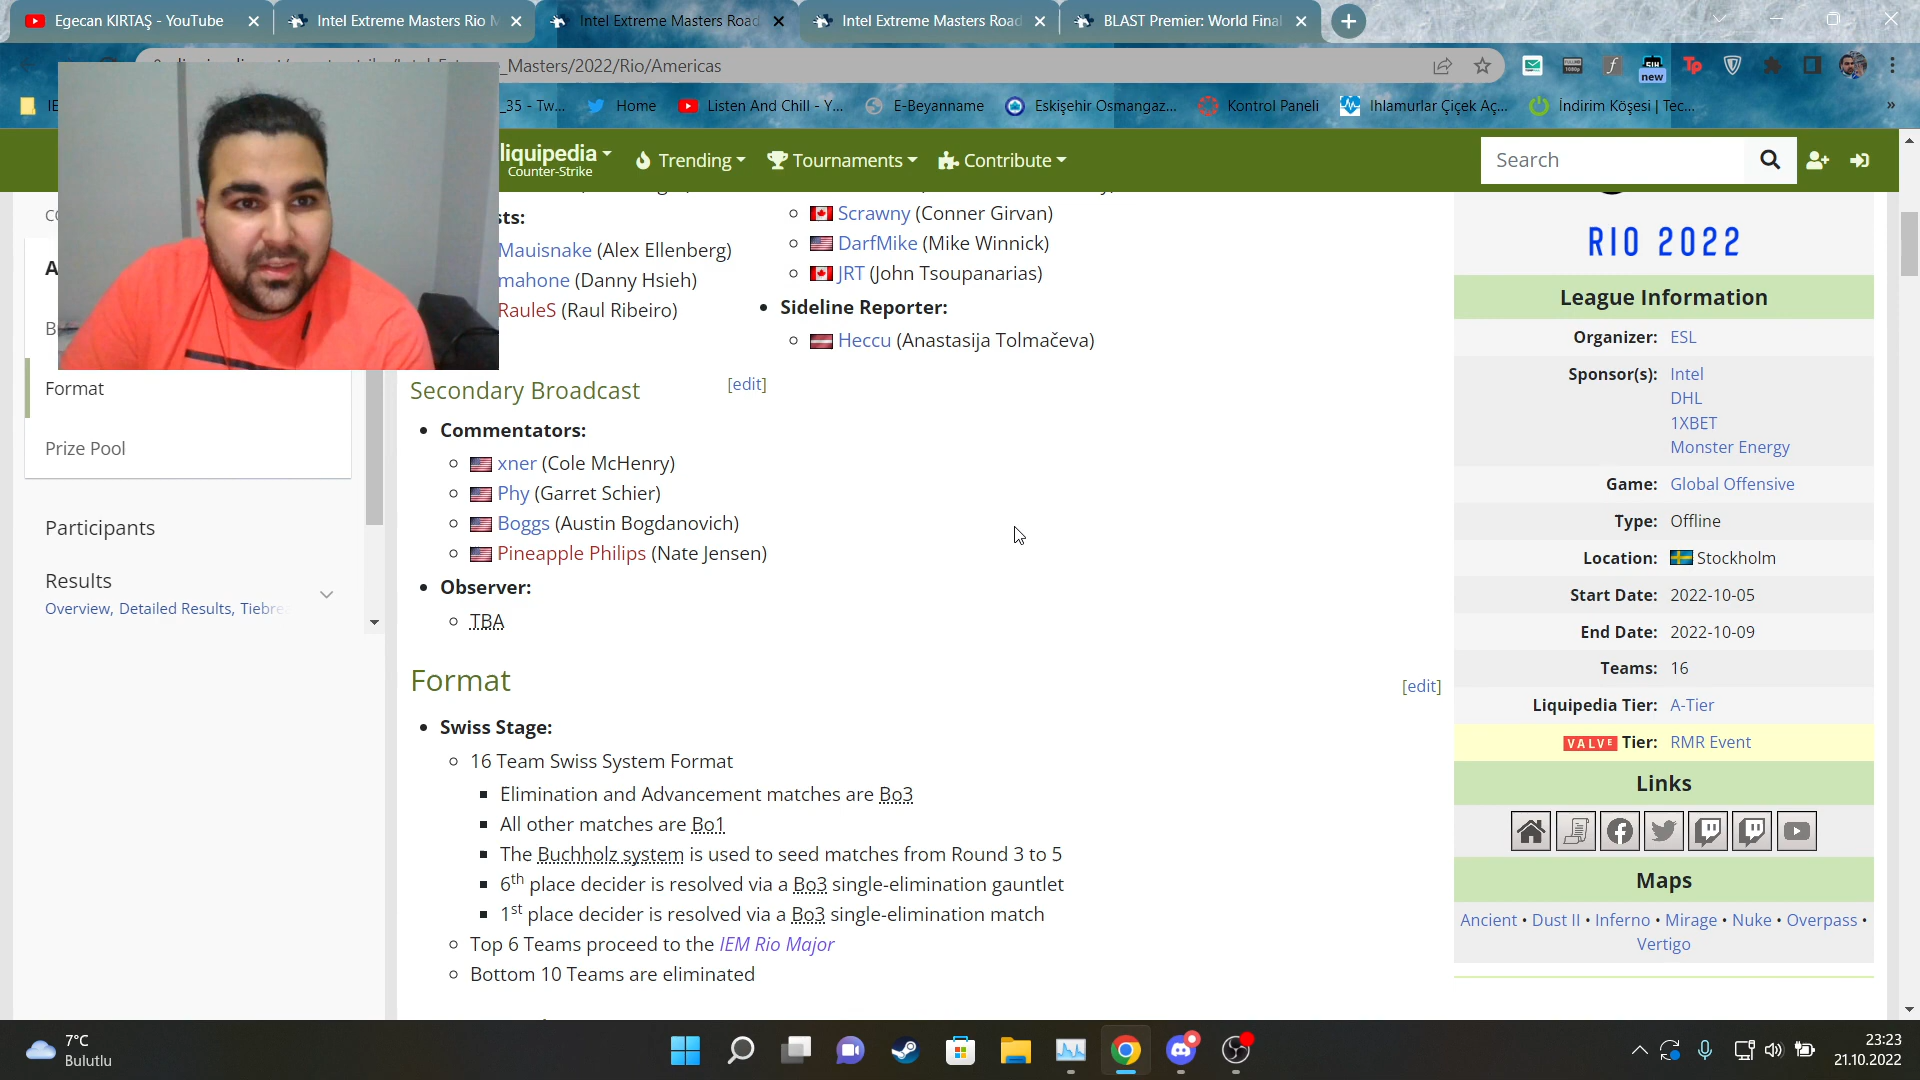 Egecan KIRTAŞ - YouTube
Intel Extreme Masters Rio M
Intel Extreme Masters Road
Intel Extreme Masters Road
BLAST Premier: World Final
_Masters/2022/Rio/Americas
new
IE
_35 - Tw...
Home
Listen And Chill - Y...
E-Beyanname
Eskişehir Osmangaz...
Kontrol Paneli
Ihlamurlar Çiçek Aç...
İndirim Köşesi | Tec...
»
liquipedia
Counter-Strike
Trending
Tournaments
Contribute
Search
Format
Prize Pool
Participants
Results
Overview, Detailed Results, Tiebre
sts:
Mauisnake (Alex Ellenberg)
mahone (Danny Hsieh)
RauleS (Raul Ribeiro)
Scrawny (Conner Girvan)
DarfMike (Mike Winnick)
JRT (John Tsoupanarias)
Sideline Reporter:
Heccu (Anastasija Tolmačeva)
Secondary Broadcast [edit]
Commentators:
xner (Cole McHenry)
Phy (Garret Schier)
Boggs (Austin Bogdanovich)
Pineapple Philips (Nate Jensen)
Observer:
TBA
Format [edit]
Swiss Stage:
16 Team Swiss System Format
Elimination and Advancement matches are Bo3
All other matches are Bo1
The Buchholz system is used to seed matches from Round 3 to 5
6th place decider is resolved via a Bo3 single-elimination gauntlet
1st place decider is resolved via a Bo3 single-elimination match
Top 6 Teams proceed to the IEM Rio Major
Bottom 10 Teams are eliminated
RIO 2022
League Information
Organizer: ESL
Sponsor(s): Intel
DHL
1XBET
Monster Energy
Game: Global Offensive
Type: Offline
Location: Stockholm
Start Date: 2022-10-05
End Date: 2022-10-09
Teams: 16
Liquipedia Tier: A-Tier
VALVE Tier: RMR Event
Links
Maps
Ancient • Dust II • Inferno • Mirage • Nuke • Overpass •
Vertigo
7°C
Bulutlu
23:23
21.10.2022